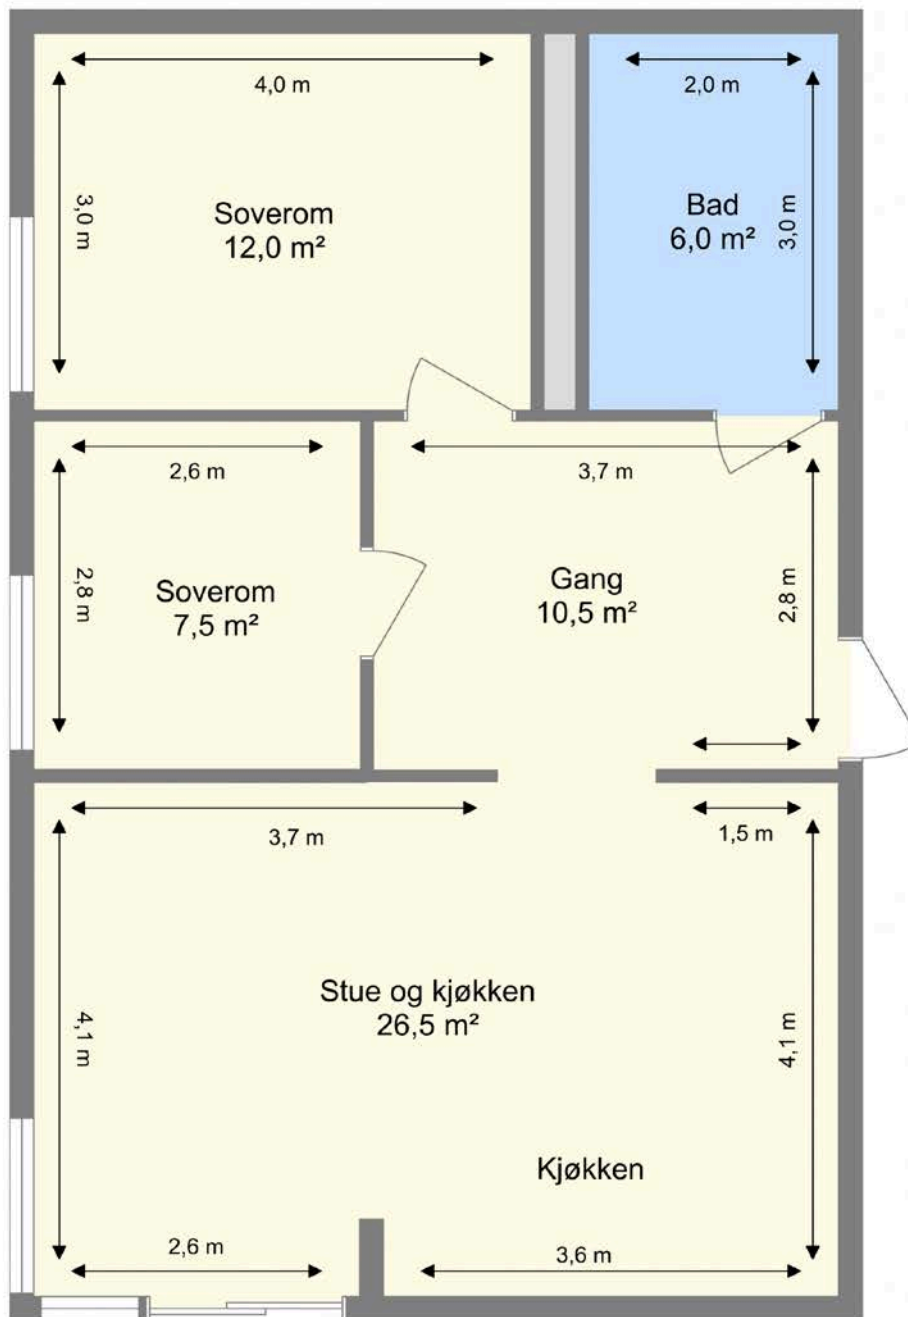 4,0 m
2,0 m
3,0 m
Soverom
12,0 m²
Bad
6,0 m²
3,0 m
2,6 m
3,7 m
2,8 m
Soverom
7,5 m²
Gang
10,5 m²
2,8 m
3,7 m
1,5 m
4,1 m
Stue og kjøkken
26,5 m²
4,1 m
Kjøkken
2,6 m
3,6 m